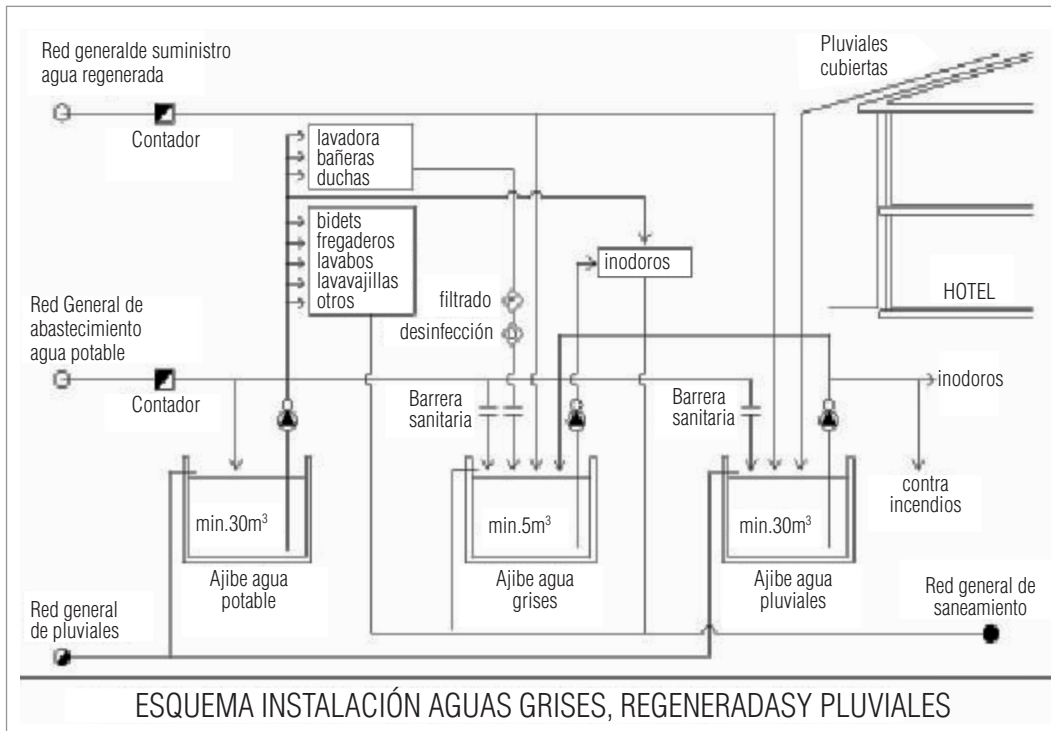 Red generalde suministro
agua regenerada
Contador
Pluviales
cubiertas
lavadora
bañeras
duchas
bidets
fregaderos
lavabos
lavavajillas
otros
inodoros
filtrado
desinfección
HOTEL
Red General de
abastecimiento
agua potable
Contador
Barrera
sanitaria
Barrera
sanitaria
inodoros
contra
incendios
min.30m³
min.5m³
min.30m³
Ajibe agua
potable
Ajibe agua
grises
Ajibe agua
pluviales
Red general
de pluviales
Red general de
saneamiento
ESQUEMA INSTALACIÓN AGUAS GRISES, REGENERADASY PLUVIALES